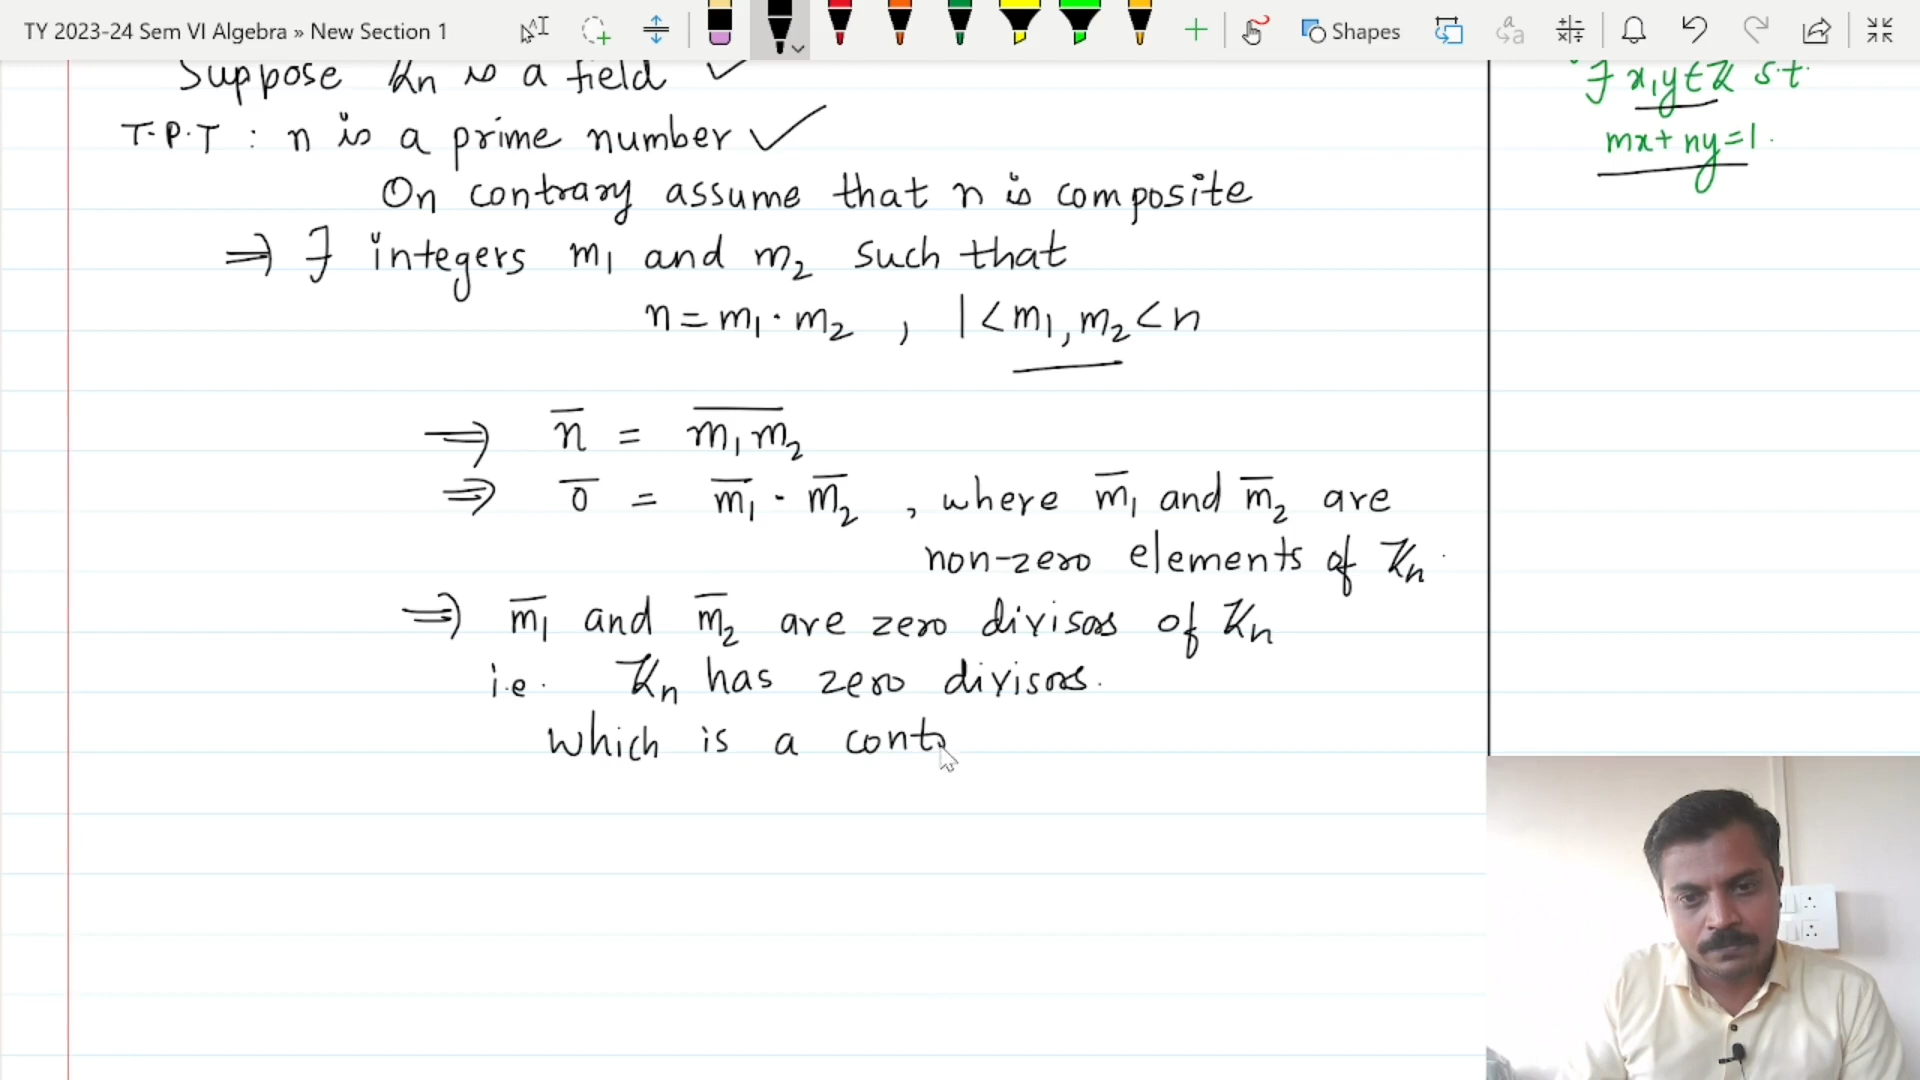 TY 2023-24 Sem VI Algebra » New Section 1
Shapes
Suppose ℤn is a field ✓
T.P.T : n is a prime number ✓
On contrary assume that n is composite
⇒ ∃ integers m₁ and m₂ such that
n = m₁ · m₂ , 1 < m₁, m₂ < n
⇒ n̅ = m̅₁m̅₂
⇒ 0̅ = m̅₁ · m̅₂ , where m̅₁ and m̅₂ are
non-zero elements of ℤn.
⇒ m̅₁ and m̅₂ are zero divisors of ℤn
i.e. ℤn has zero divisors.
which is a cont
∃ x,y ∈ ℤ s.t.
mx + ny = 1.